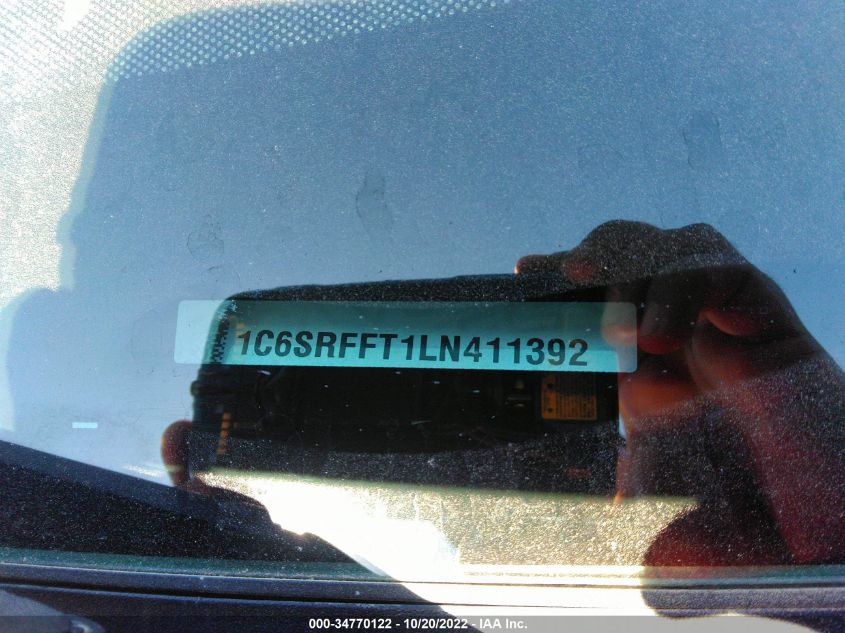 1C6SRFFT1LN411392
000-34770122 - 10/20/2022 - IAA Inc.